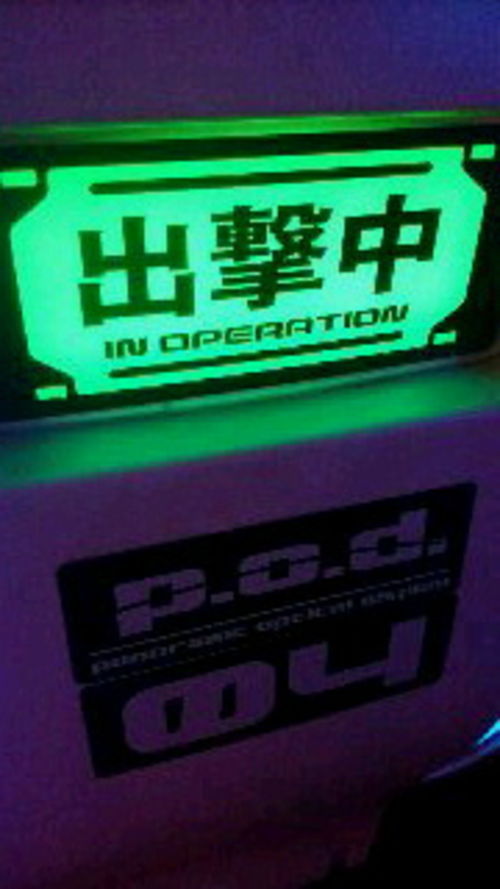 出撃中
IN OPERATION
p.o.d.
panoramic optical display
04